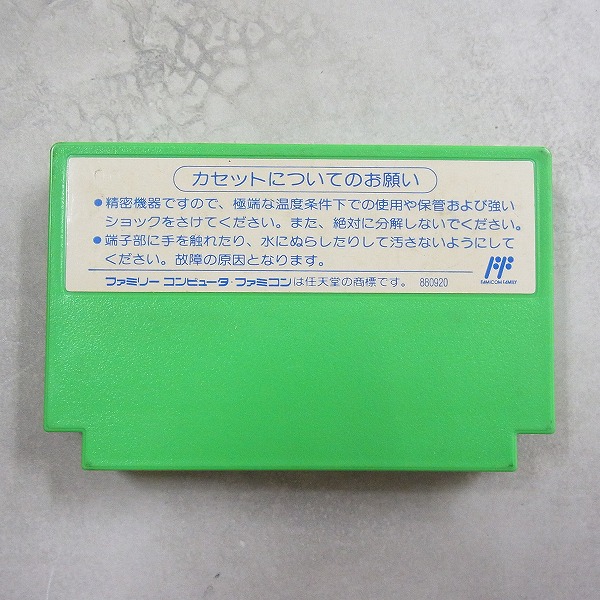 カセットについてのお願い
●精密機器ですので、極端な温度条件下での使用や保管および強い
ショックをさけてください。また、絶対に分解しないでください。
●端子部に手を触れたり、水にぬらしたりして汚さないようにして
ください。故障の原因となります。
ファミリーコンピュータ・ファミコンは任天堂の商標です。 860920
FAMICOM FAMILY